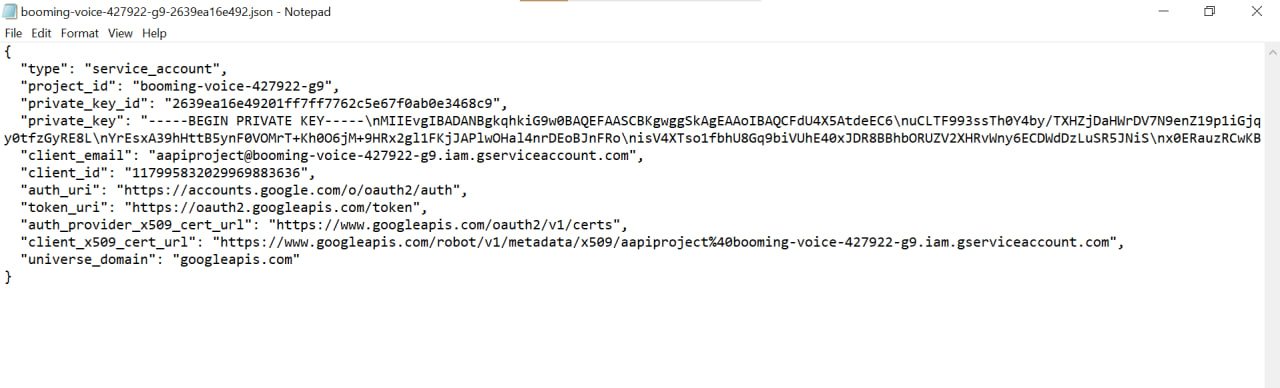 booming-voice-427922-g9-2639ea16e492.json - Notepad
File Edit Format View Help
{
"type": "service_account",
"project_id": "booming-voice-427922-g9",
"private_key_id": "2639ea16e49201ff7ff7762c5e67f0ab0e3468c9",
"private_key": "-----BEGIN PRIVATE KEY-----\nMIIEvgIBADANBgkqhkiG9w0BAQEFAASCBKgwggSkAgEAAoIBAQCFdU4X5AtdeEC6\nuCLTF993ssTh0Y4by/TXHZjDaHWrDV7N9enZ19p1iGjq
y0tfzGyRE8L\nYrEsxA39hHttB5ynF0VOMrT+Kh0O6jM+9HRx2gl1FKjJAPlwOHal4nrDEoBJnFRo\nisV4XTso1fbhU8Gq9biVUhE40xJDR8BBhbORUZV2XHRvWny6ECDWdDzLuSR5JNiS\nx0ERauzRCwKB
"client_email": "aapiproject@booming-voice-427922-g9.iam.gserviceaccount.com",
"client_id": "117995832029969883636",
"auth_uri": "https://accounts.google.com/o/oauth2/auth",
"token_uri": "https://oauth2.googleapis.com/token",
"auth_provider_x509_cert_url": "https://www.googleapis.com/oauth2/v1/certs",
"client_x509_cert_url": "https://www.googleapis.com/robot/v1/metadata/x509/aapiproject%40booming-voice-427922-g9.iam.gserviceaccount.com",
"universe_domain": "googleapis.com"
}